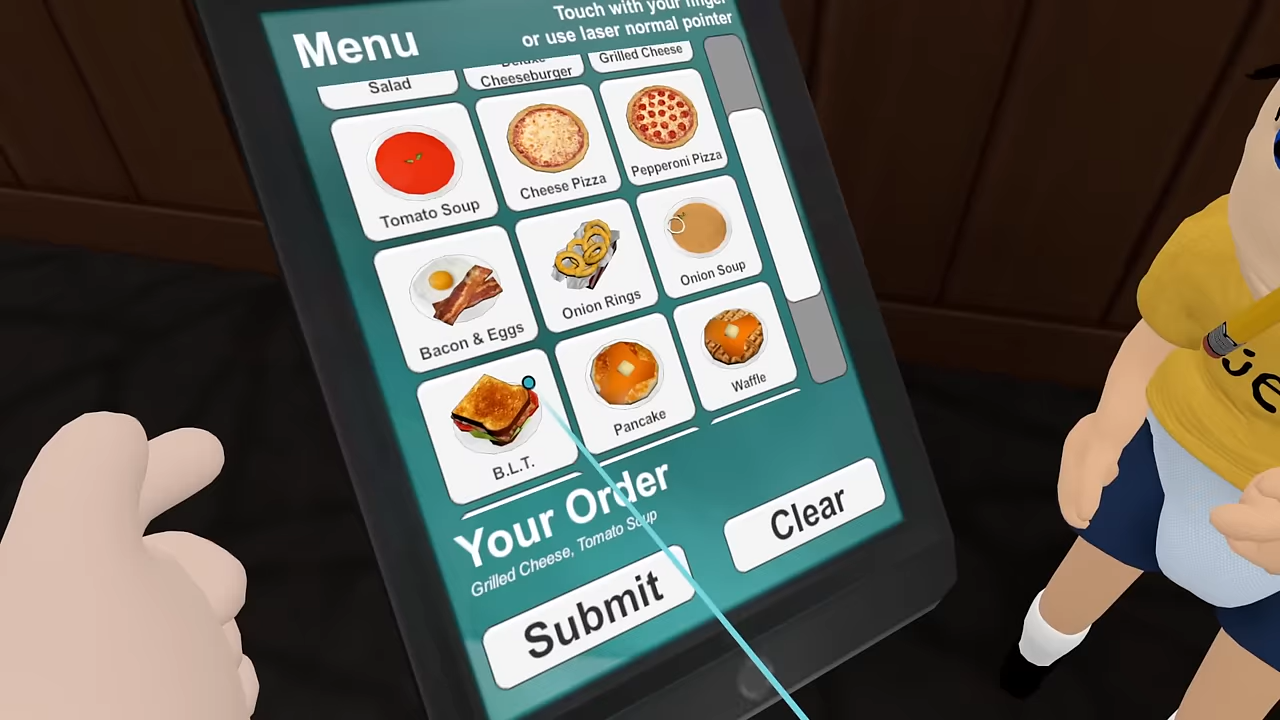 Menu
Touch with your finger
or use laser normal pointer
Salad
Deluxe
Cheeseburger
Grilled Cheese
Tomato Soup
Cheese Pizza
Pepperoni Pizza
Bacon & Eggs
Onion Rings
Onion Soup
B.L.T.
Pancake
Waffle
Your Order
Grilled Cheese, Tomato Soup
Submit
Clear